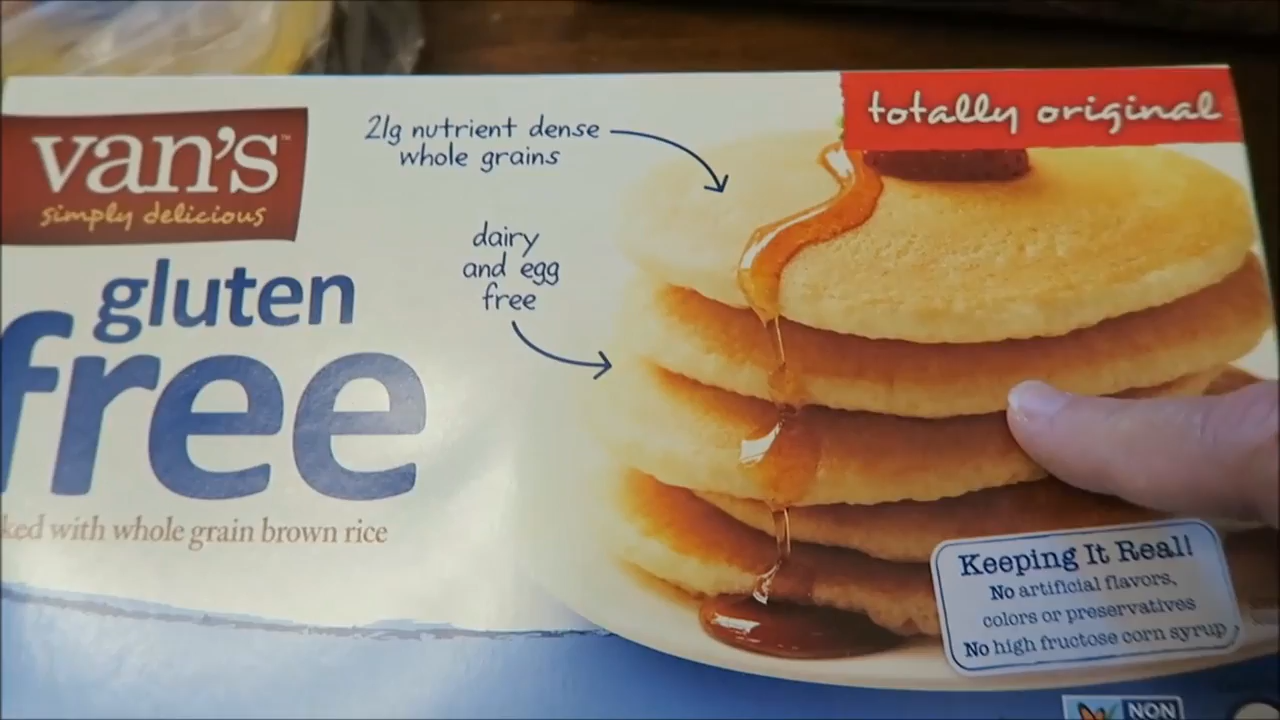 van's™
simply delicious
gluten
free
ked with whole grain brown rice
21g nutrient dense
whole grains
dairy
and egg
free
totally original
Keeping It Real!
No artificial flavors,
colors or preservatives
No high fructose corn syrup
NON